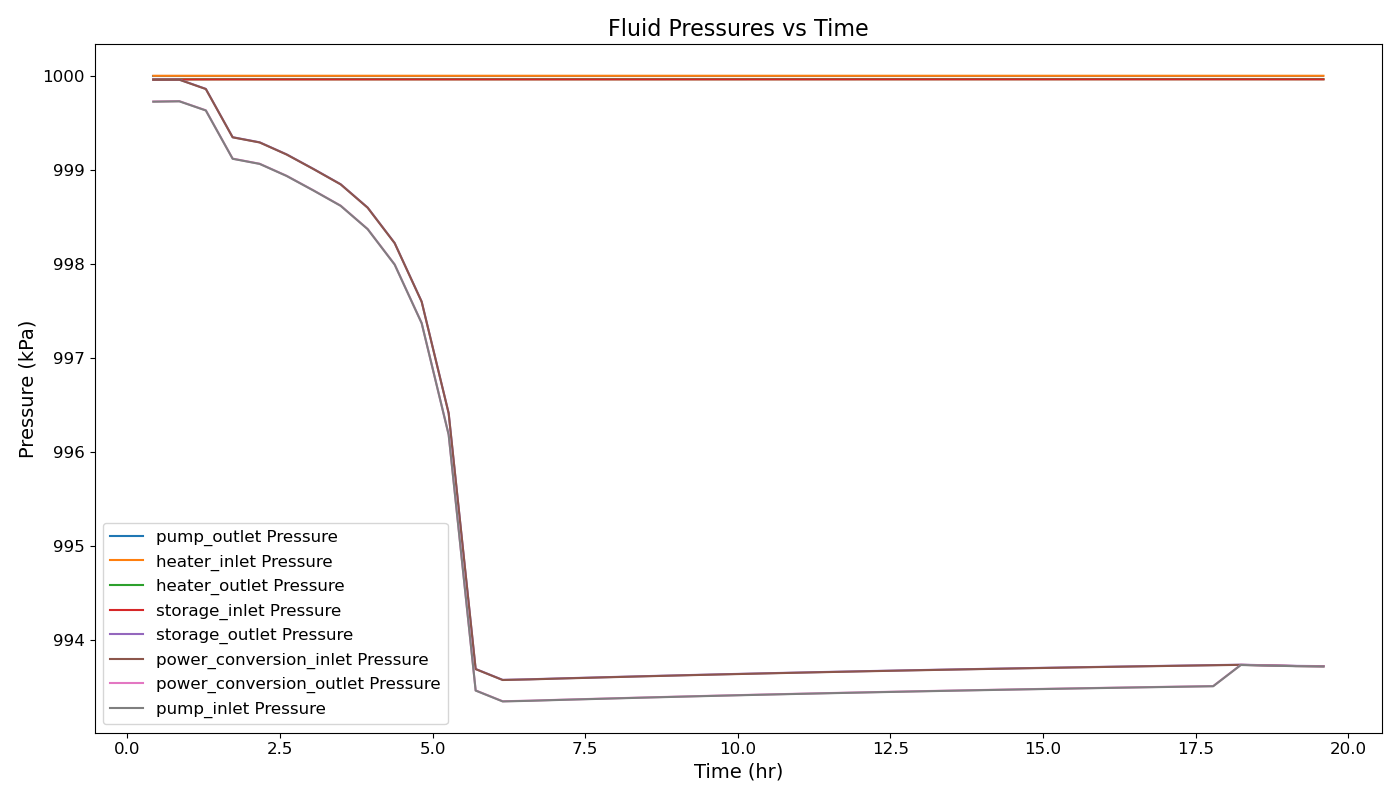 Fluid Pressures vs Time
Pressure (kPa)
1000
999
998
997
996
995
994
pump_outlet Pressure
heater_inlet Pressure
heater_outlet Pressure
storage_inlet Pressure
storage_outlet Pressure
power_conversion_inlet Pressure
power_conversion_outlet Pressure
pump_inlet Pressure
0.0 2.5 5.0 7.5 10.0 12.5 15.0 17.5 20.0
Time (hr)